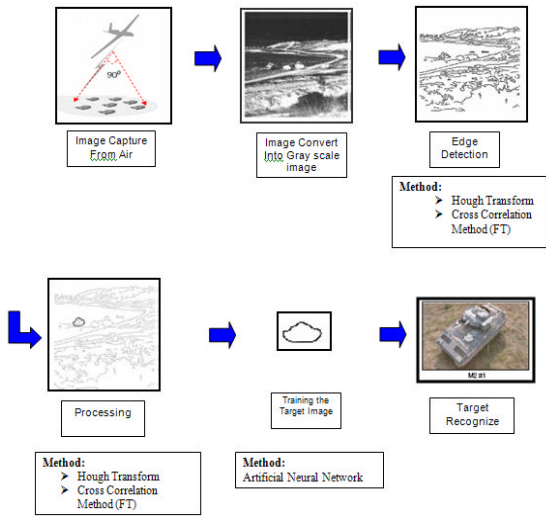 90°
Image Capture
From Air
Image Convert
Into Gray scale
image
Edge
Detection
Method:
➢ Hough Transform
➢ Cross Correlation
Method (FT)
Processing
Training the
Target Image
M2 #1
Target
Recognize
Method:
➢ Hough Transform
➢ Cross Correlation
Method (FT)
Method:
Artificial Neural Network